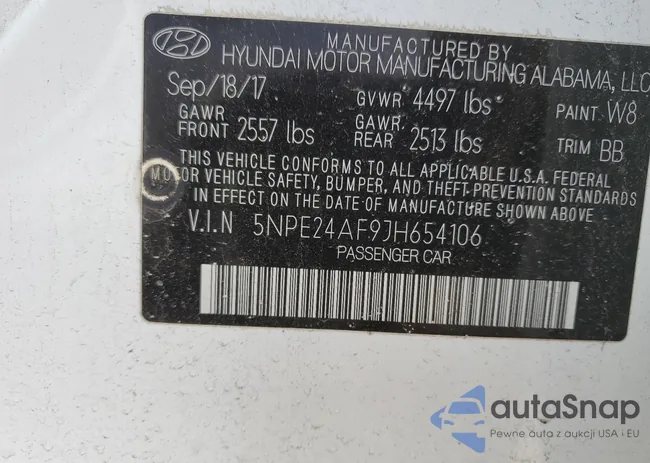 MANUFACTURED BY
HYUNDAI MOTOR MANUFACTURING ALABAMA, LLC
Sep/18/17 GVWR 4497 lbs PAINT W8
GAWR FRONT 2557 lbs GAWR REAR 2513 lbs TRIM BB
THIS VEHICLE CONFORMS TO ALL APPLICABLE U.S.A. FEDERAL
MOTOR VEHICLE SAFETY, BUMPER, AND THEFT PREVENTION STANDARDS
IN EFFECT ON THE DATE OF MANUFACTURE SHOWN ABOVE
V.I.N 5NPE24AF9JH654106
PASSENGER CAR
autaSnap
Pewne auta z aukcji USA i EU